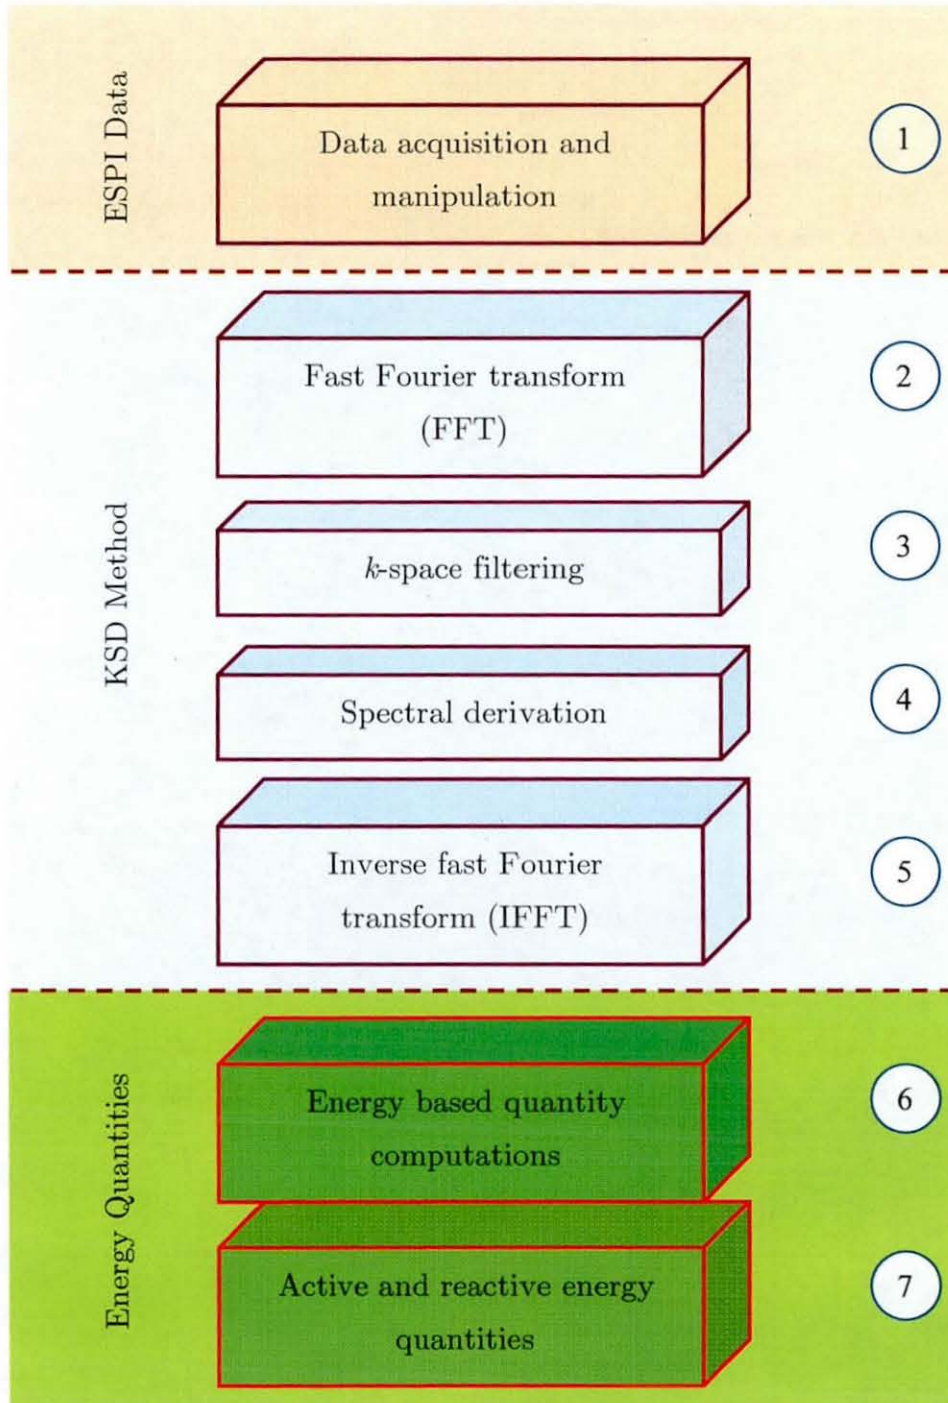 ESPI Data
Data acquisition and
manipulation
1
KSD Method
Fast Fourier transform
(FFT)
2
k-space filtering
3
Spectral derivation
4
Inverse fast Fourier
transform (IFFT)
5
Energy Quantities
Energy based quantity
computations
6
Active and reactive energy
quantities
7